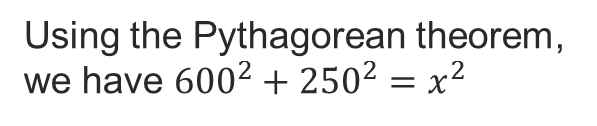 Using the Pythagorean theorem,
we have 600² + 250² = 𝑥²